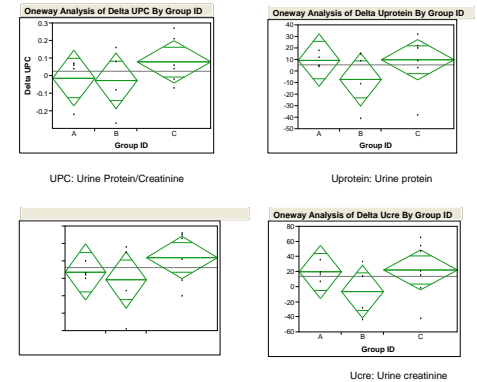 Oneway Analysis of Delta UPC By Group ID
0.3
0.2
0.1
0
-0.1
-0.2
Delta UPC
A B C
Group ID
UPC: Urine Protein/Creatinine
Oneway Analysis of Delta Uprotein By Group ID
40
30
20
10
0
-10
-20
-30
-40
-50
A B C
Group ID
Uprotein: Urine protein
Oneway Analysis of Delta Ucre By Group ID
80
60
40
20
0
-20
-40
-60
A B C
Group ID
Ucre: Urine creatinine